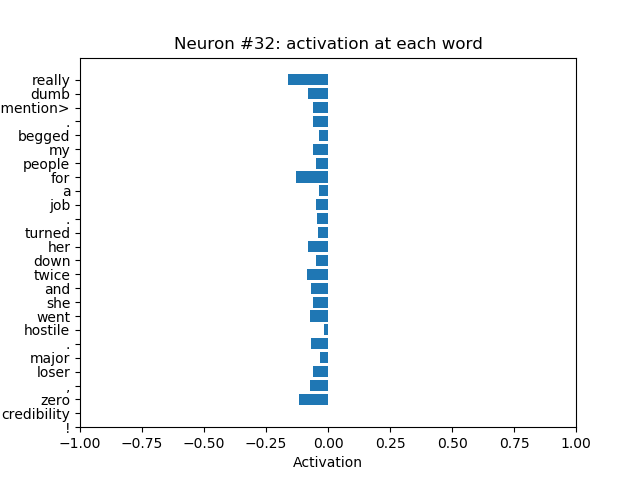 Neuron #32: activation at each word
really
dumb
mention>
.
begged
my
people
for
a
job
.
turned
her
down
twice
and
she
went
hostile
.
major
loser
,
zero
credibility
!
−1.00 −0.75 −0.50 −0.25 0.00 0.25 0.50 0.75 1.00
Activation